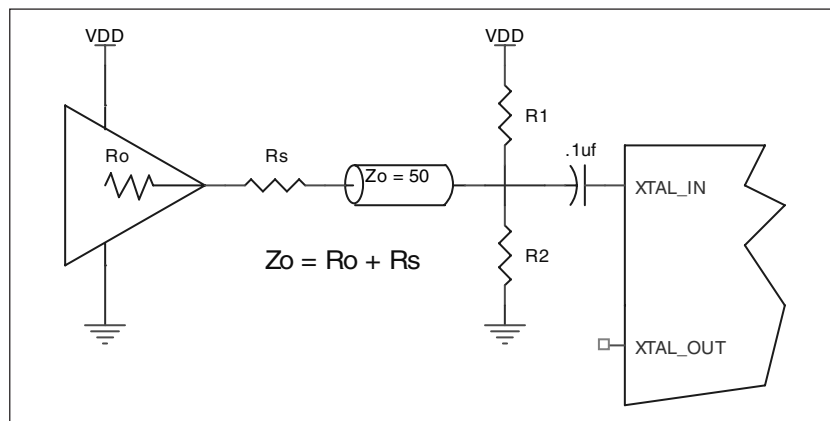 VDD
VDD
R1
Ro
Rs
Zo = 50
.1uf
XTAL_IN
Zo = Ro + Rs
R2
XTAL_OUT